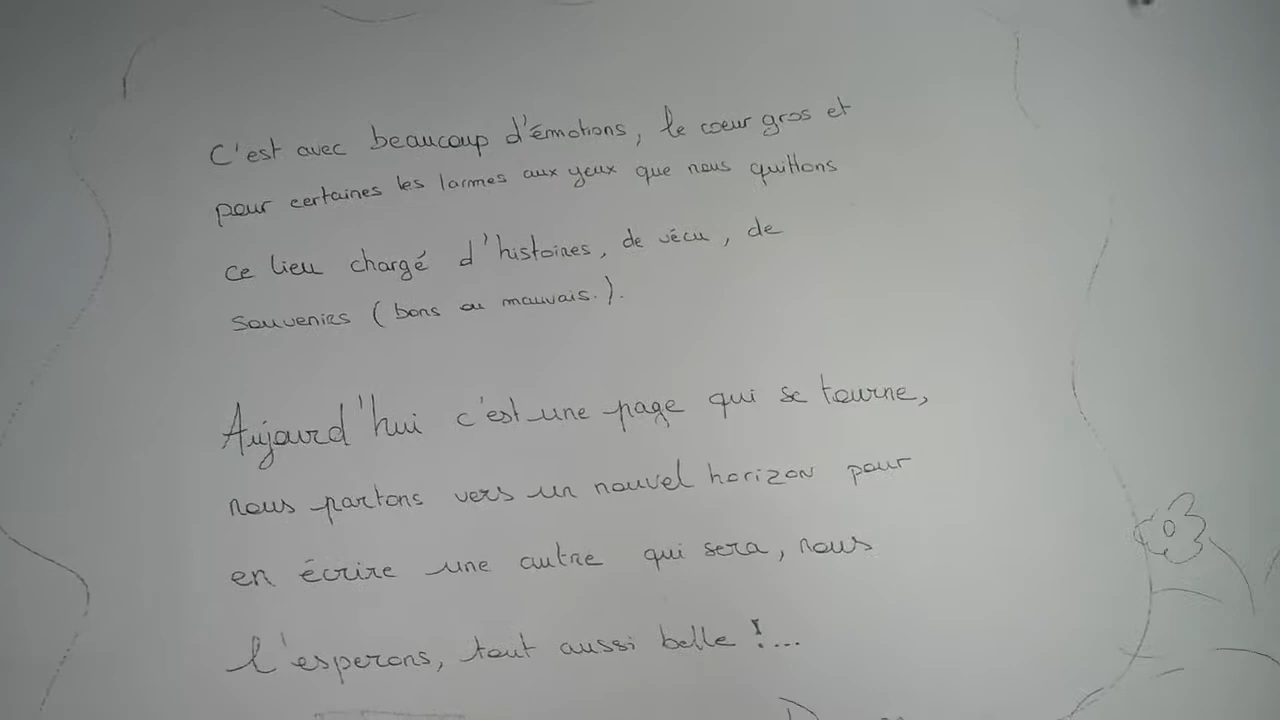 C'est avec beaucoup d'émotions, le coeur gros et
pour certaines les larmes aux yeux que nous quittons
ce lieu chargé d'histoires, de vécu, de
souvenirs (bons ou mauvais.).
Aujourd'hui c'est une page qui se tourne,
nous partons vers un nouvel horizon pour
en écrire une autre qui sera, nous
l'esperons, tout aussi belle !...